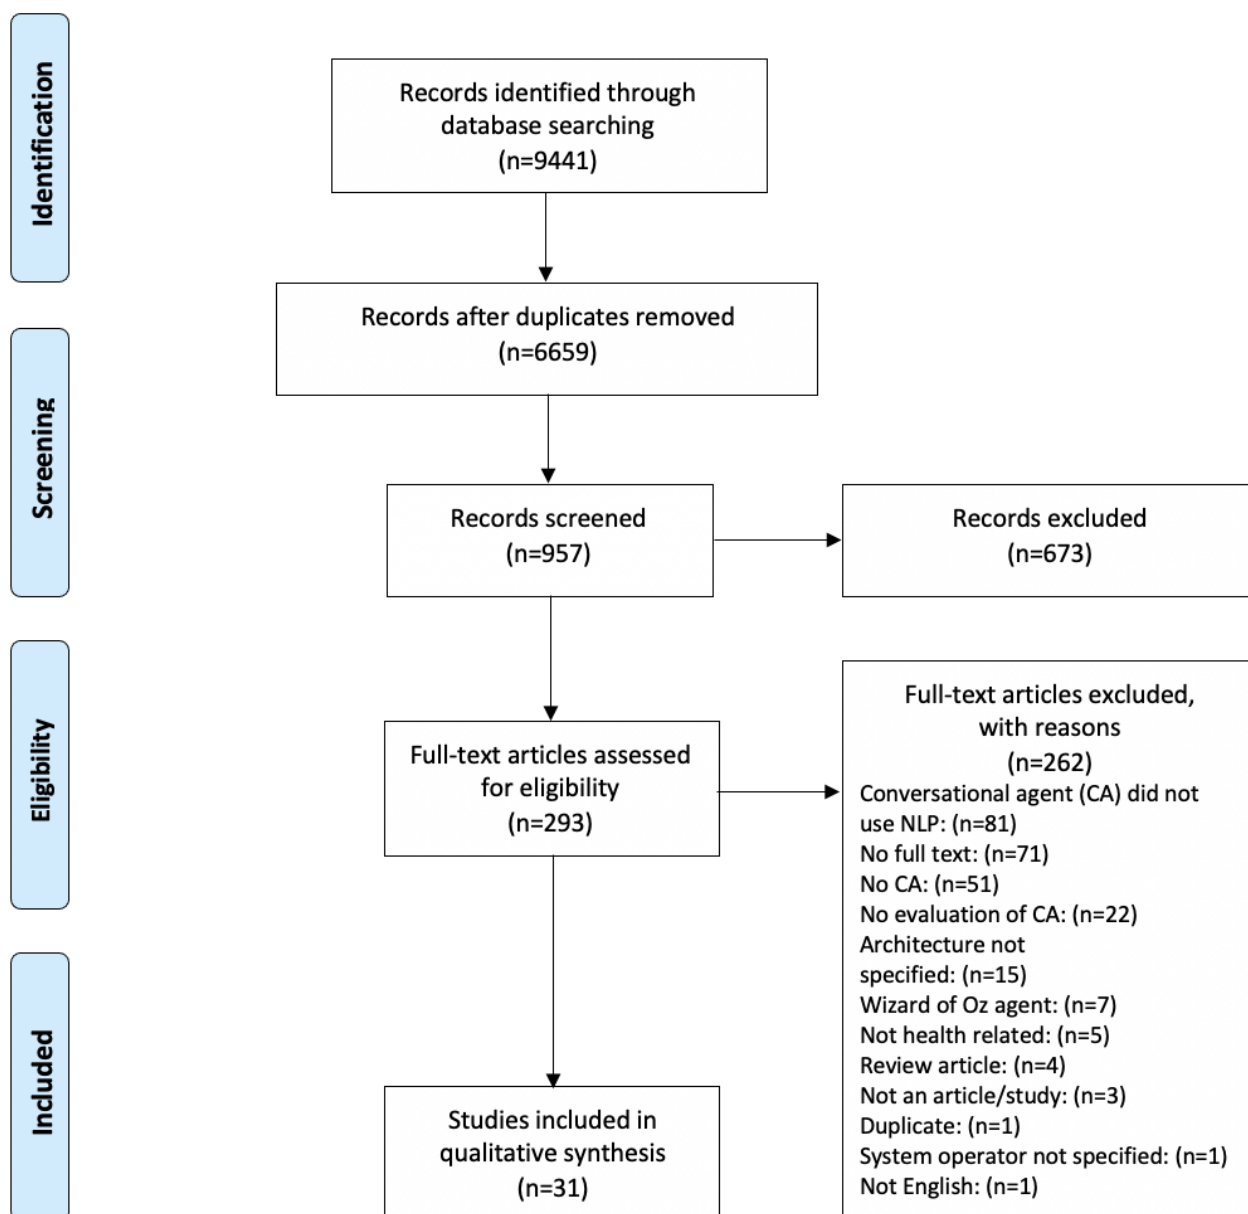 Identification
Records identified through
database searching
(n=9441)
Records after duplicates removed
(n=6659)
Screening
Records screened
(n=957)
Records excluded
(n=673)
Eligibility
Full-text articles assessed
for eligibility
(n=293)
Full-text articles excluded,
with reasons
(n=262)
Conversational agent (CA) did not
use NLP: (n=81)
No full text: (n=71)
No CA: (n=51)
No evaluation of CA: (n=22)
Architecture not
specified: (n=15)
Wizard of Oz agent: (n=7)
Not health related: (n=5)
Review article: (n=4)
Not an article/study: (n=3)
Duplicate: (n=1)
System operator not specified: (n=1)
Not English: (n=1)
Included
Studies included in
qualitative synthesis
(n=31)